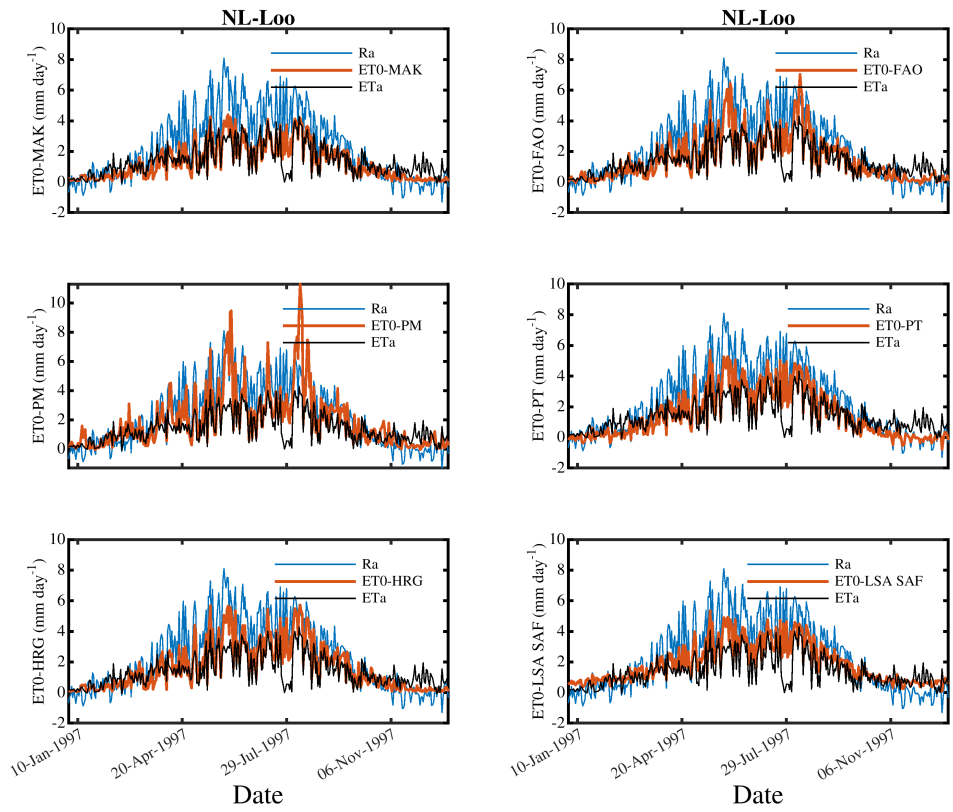 NL-Loo
10
8
6
4
2
0
-2
ET0-MAK (mm day-1)
Ra
ET0-MAK
ETa
NL-Loo
10
8
6
4
2
0
-2
ET0-FAO (mm day-1)
Ra
ET0-FAO
ETa
10
8
6
4
2
0
ET0-PM (mm day-1)
Ra
ET0-PM
ETa
10
8
6
4
2
0
-2
ET0-PT (mm day-1)
Ra
ET0-PT
ETa
10
8
6
4
2
0
-2
ET0-HRG (mm day-1)
Ra
ET0-HRG
ETa
10-Jan-1997
20-Apr-1997
29-Jul-1997
06-Nov-1997
Date
10
8
6
4
2
0
-2
ET0-LSA SAF (mm day-1)
Ra
ET0-LSA SAF
ETa
10-Jan-1997
20-Apr-1997
29-Jul-1997
06-Nov-1997
Date